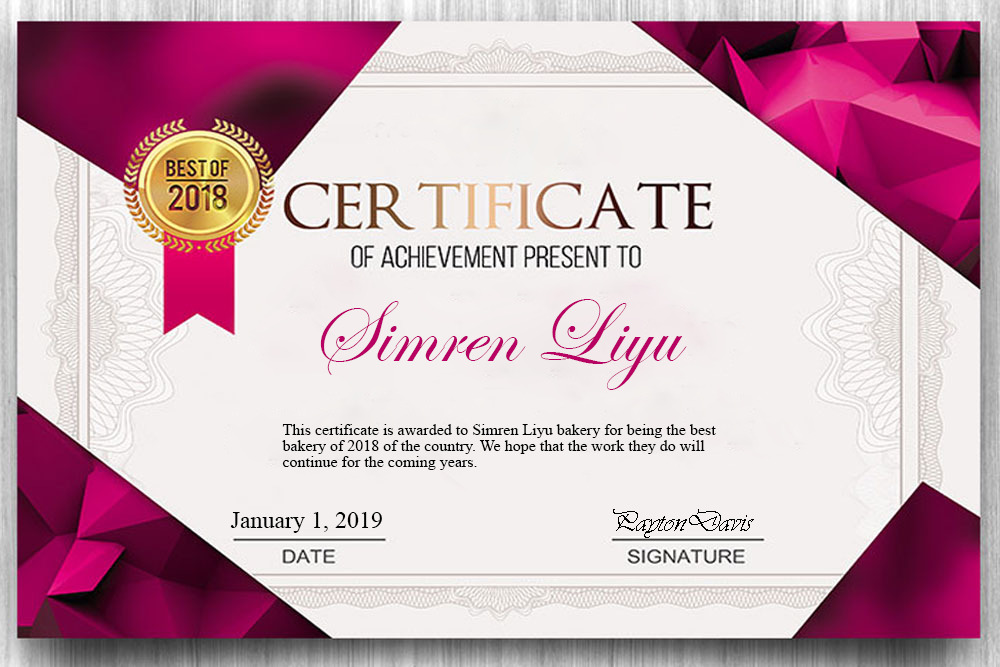 BEST OF
2018
CERTIFICATE
OF ACHIEVEMENT PRESENT TO
Simren Liyu
This certificate is awarded to Simren Liyu bakery for being the best
bakery of 2018 of the country. We hope that the work they do will
continue for the coming years.
January 1, 2019
DATE
Payton Davis
SIGNATURE